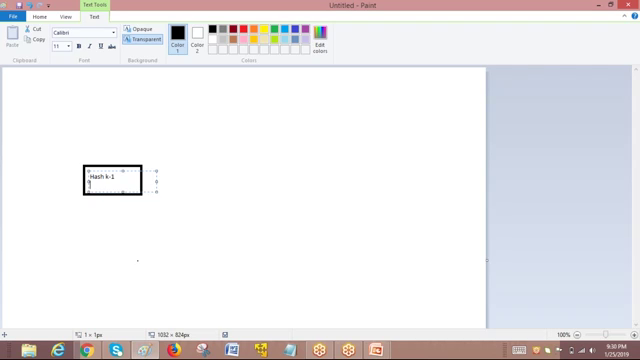 Text Tools
Untitled - Paint
File
Home
View
Text
Paste
Cut
Copy
Clipboard
Calibri
11
Font
Opaque
Transparent
Background
Color 1
Color 2
Edit colors
Colors
Hash k-1
1 × 1px
1032 × 824px
100%
9:30 PM
1/25/2019